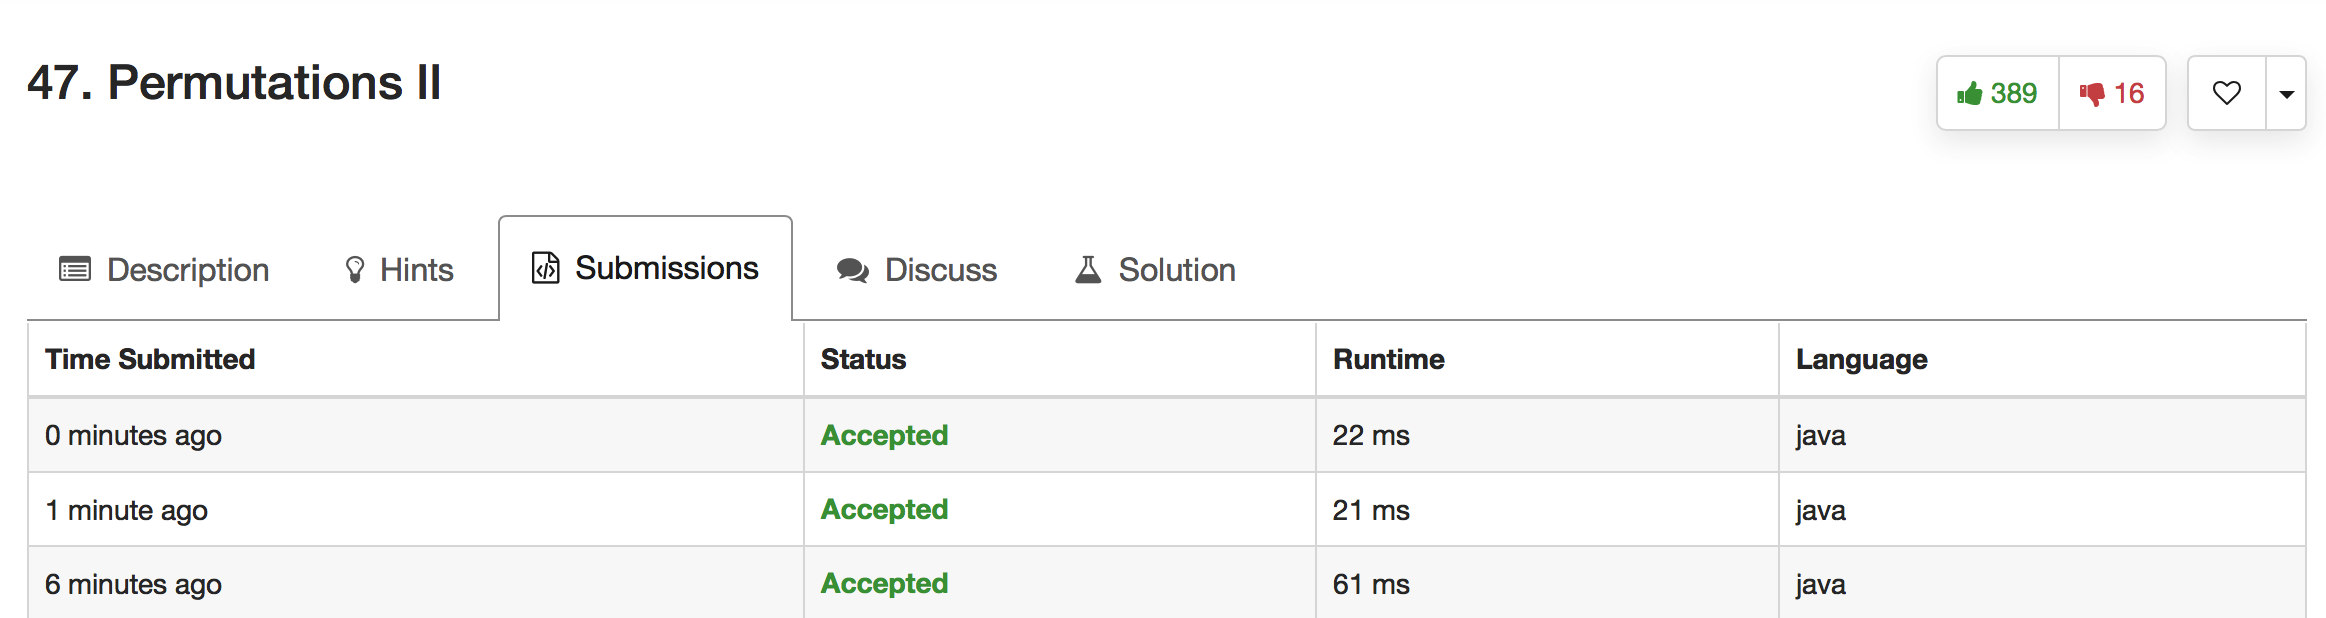 47. Permutations II
389 16
Description Hints Submissions Discuss Solution
Time Submitted Status Runtime Language
0 minutes ago Accepted 22 ms java
1 minute ago Accepted 21 ms java
6 minutes ago Accepted 61 ms java